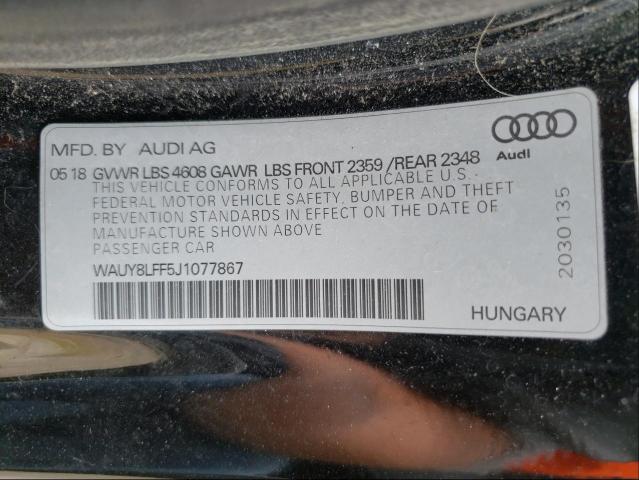 MFD. BY AUDI AG
05 18 GVWR LBS 4608 GAWR LBS FRONT 2359 /REAR 2348
THIS VEHICLE CONFORMS TO ALL APPLICABLE U.S.
FEDERAL MOTOR VEHICLE SAFETY, BUMPER AND THEFT
PREVENTION STANDARDS IN EFFECT ON THE DATE OF
MANUFACTURE SHOWN ABOVE
PASSENGER CAR
WAUY8LFF5J1077867
Audi
2030135
HUNGARY